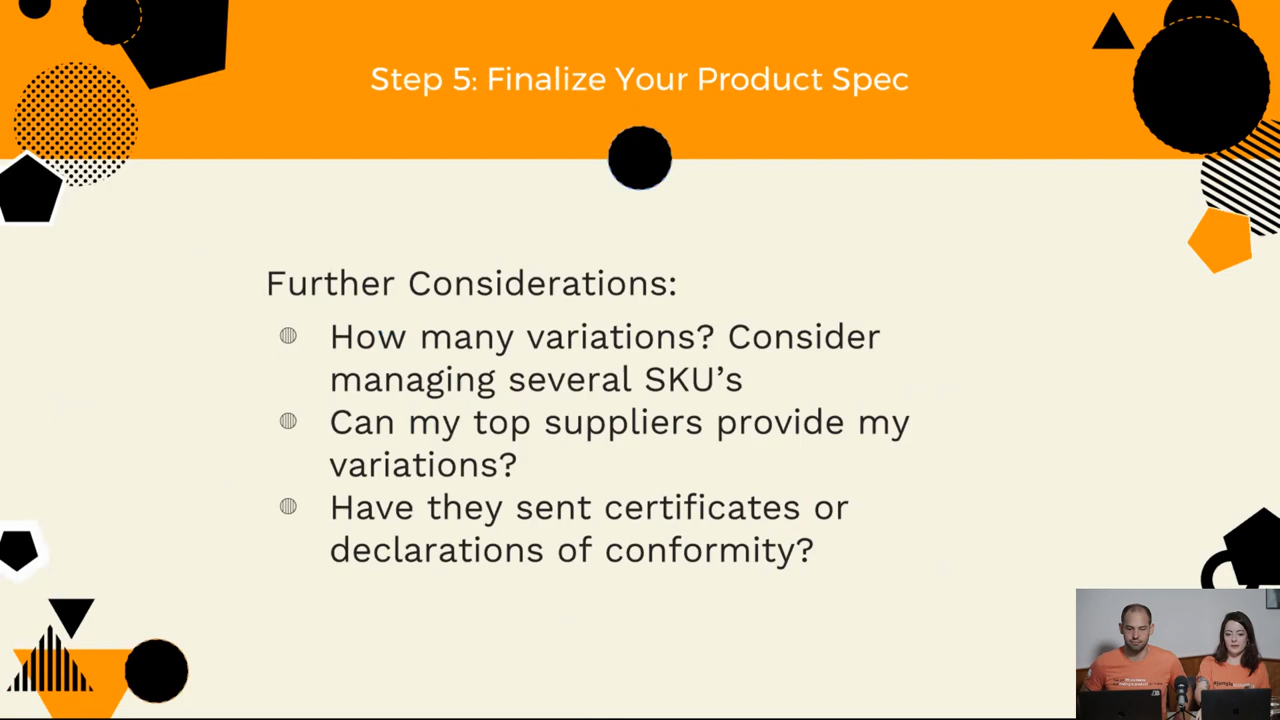 Step 5: Finalize Your Product Spec
Further Considerations:
How many variations? Consider
managing several SKU’s
Can my top suppliers provide my
variations?
Have they sent certificates or
declarations of conformity?